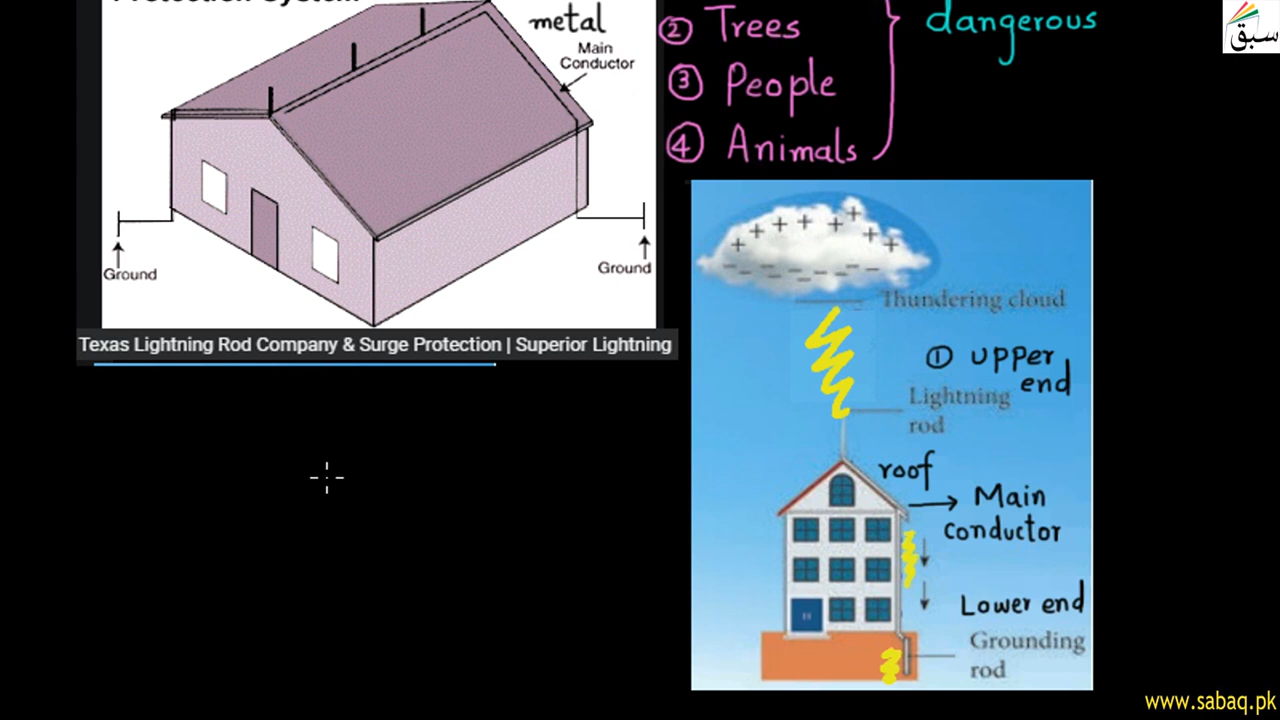 Protection System
metal
Main
Conductor
Ground
Ground
Texas Lightning Rod Company & Surge Protection | Superior Lightning
② Trees
③ People
④ Animals
dangerous
سبق
Thundering cloud
① upper
end
Lightning
rod
roof
Main
conductor
Lower end
Grounding
rod
www.sabaq.pk